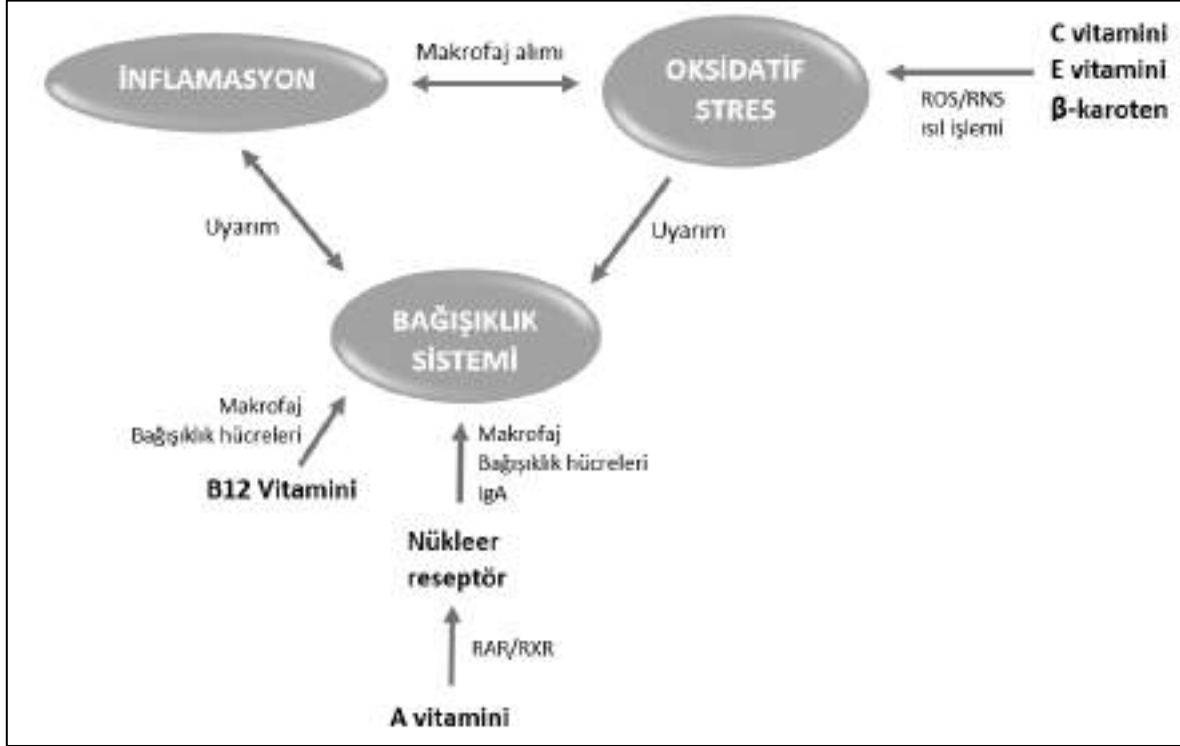 İNFLAMASYON
Makrofaj alımı
OKSİDATİF
STRES
C vitamini
E vitamini
β-karoten
ROS/RNS
ısıl işlemi
Uyarım
Uyarım
BAĞIŞIKLIK
SİSTEMİ
Makrofaj
Bağışıklık hücreleri
B12 Vitamini
Makrofaj
Bağışıklık hücreleri
IgA
Nükleer
reseptör
RAR/RXR
A vitamini